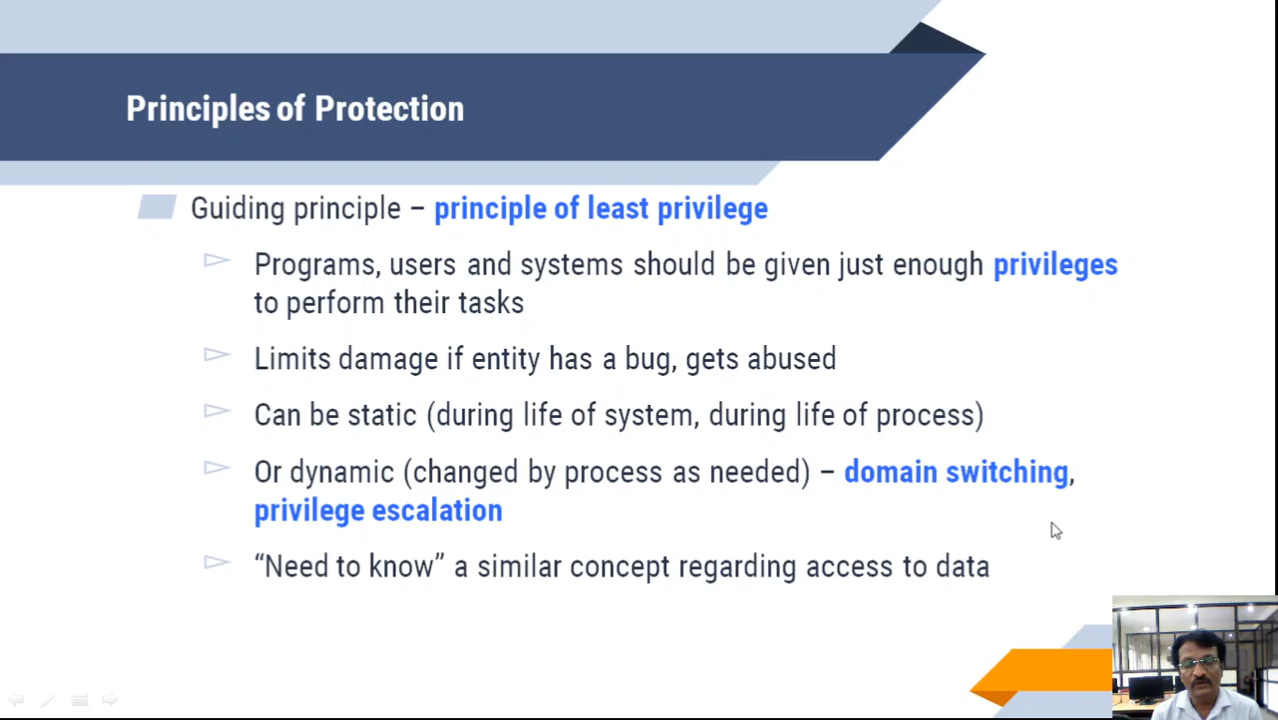 Principles of Protection
Guiding principle – principle of least privilege
Programs, users and systems should be given just enough privileges
to perform their tasks
Limits damage if entity has a bug, gets abused
Can be static (during life of system, during life of process)
Or dynamic (changed by process as needed) – domain switching,
privilege escalation
“Need to know” a similar concept regarding access to data